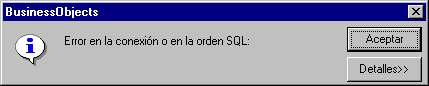 BusinessObjects
Error en la conexión o en la orden SQL:
Aceptar
Detalles>>